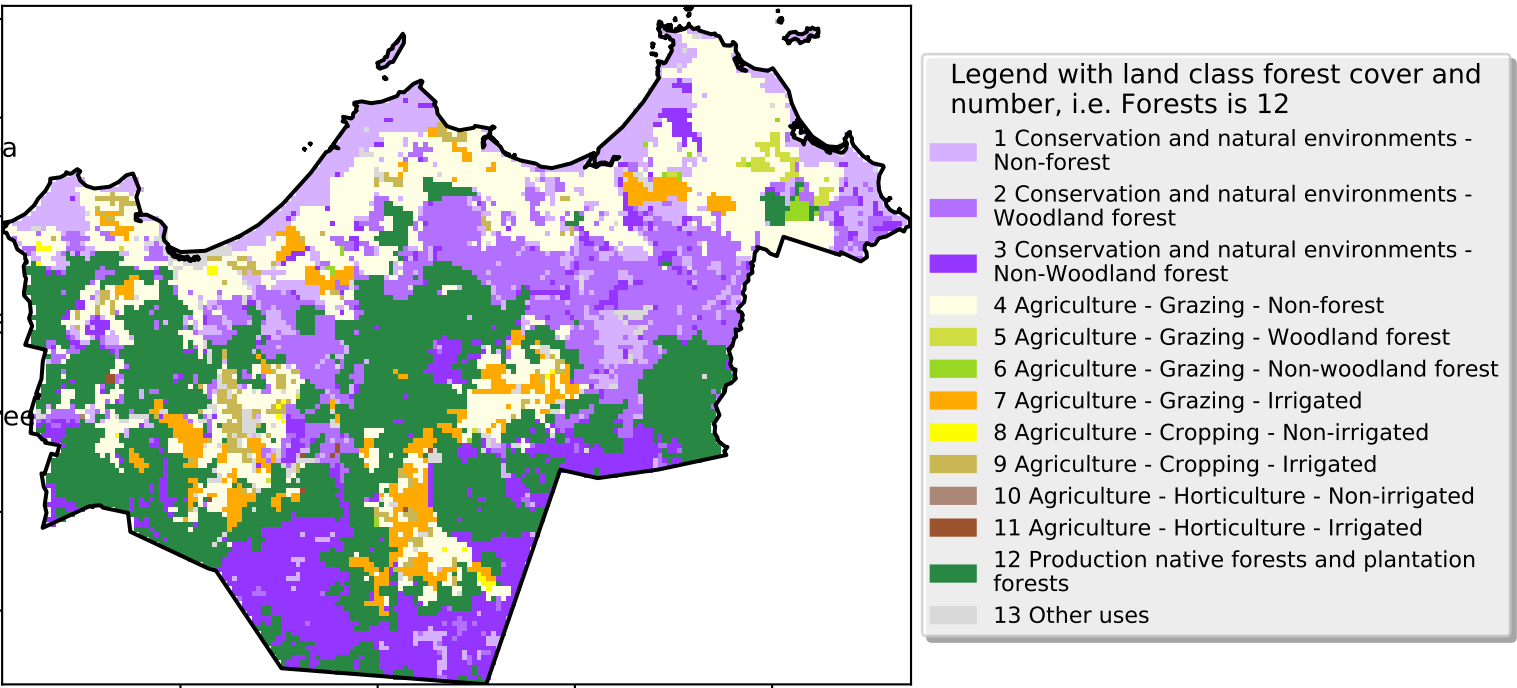 a
ee
Legend with land class forest cover and
number, i.e. Forests is 12
1 Conservation and natural environments -
Non-forest
2 Conservation and natural environments -
Woodland forest
3 Conservation and natural environments -
Non-Woodland forest
4 Agriculture - Grazing - Non-forest
5 Agriculture - Grazing - Woodland forest
6 Agriculture - Grazing - Non-woodland forest
7 Agriculture - Grazing - Irrigated
8 Agriculture - Cropping - Non-irrigated
9 Agriculture - Cropping - Irrigated
10 Agriculture - Horticulture - Non-irrigated
11 Agriculture - Horticulture - Irrigated
12 Production native forests and plantation
forests
13 Other uses